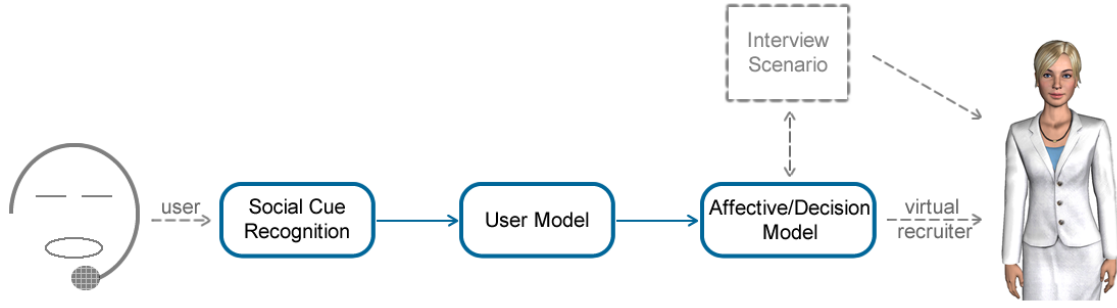 Interview
Scenario
user
Social Cue
Recognition
User Model
Affective/Decision
Model
virtual
recruiter